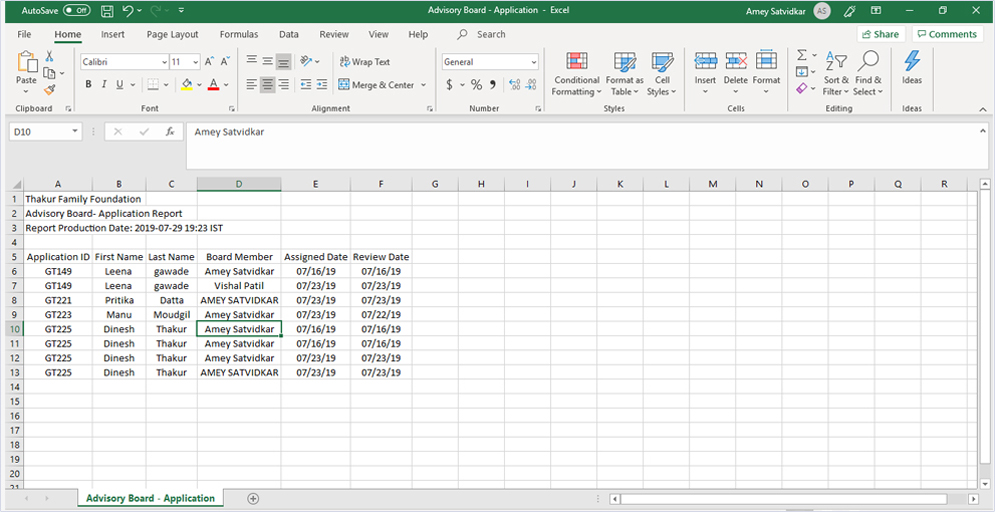 AutoSave Off Advisory Board - Application - Excel Amey Satvidkar AS
File Home Insert Page Layout Formulas Data Review View Help Search Share Comments
Paste Calibri 11 A A Wrap Text General Conditional Format as Cell Insert Delete Format Sort & Find & Ideas
B I U A Merge & Center $ % , Formatting Table Styles Filter Select
Clipboard Font Alignment Number Styles Cells Editing Ideas
D10 fx Amey Satvidkar
A B C D E F G H I J K L M N O P Q R
1 Thakur Family Foundation
2 Advisory Board- Application Report
3 Report Production Date: 2019-07-29 19:23 IST
4
5 Application ID First Name Last Name Board Member Assigned Date Review Date
6 GT149 Leena gawade Amey Satvidkar 07/16/19 07/16/19
7 GT149 Leena gawade Vishal Patil 07/23/19 07/23/19
8 GT221 Pritika Datta AMEY SATVIDKAR 07/23/19 07/23/19
9 GT223 Manu Moudgil Amey Satvidkar 07/23/19 07/22/19
10 GT225 Dinesh Thakur Amey Satvidkar 07/16/19 07/16/19
11 GT225 Dinesh Thakur Amey Satvidkar 07/16/19 07/16/19
12 GT225 Dinesh Thakur Amey Satvidkar 07/23/19 07/23/19
13 GT225 Dinesh Thakur AMEY SATVIDKAR 07/23/19 07/23/19
14
15
16
17
18
19
20
21
Advisory Board - Application